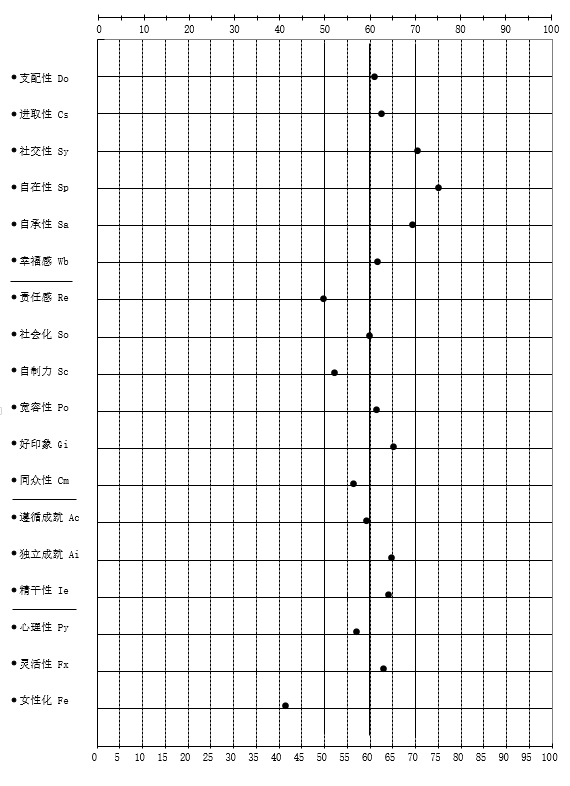 0 10 20 30 40 50 60 70 80 90 100
支配性 Do
进取性 Cs
社交性 Sy
自在性 Sp
自承性 Sa
幸福感 Wb
责任感 Re
社会化 So
自制力 Sc
宽容性 Po
好印象 Gi
同众性 Cm
遵循成就 Ac
独立成就 Ai
精干性 Ie
心理性 Py
灵活性 Fx
女性化 Fe
0 5 10 15 20 25 30 35 40 45 50 55 60 65 70 75 80 85 90 95 100